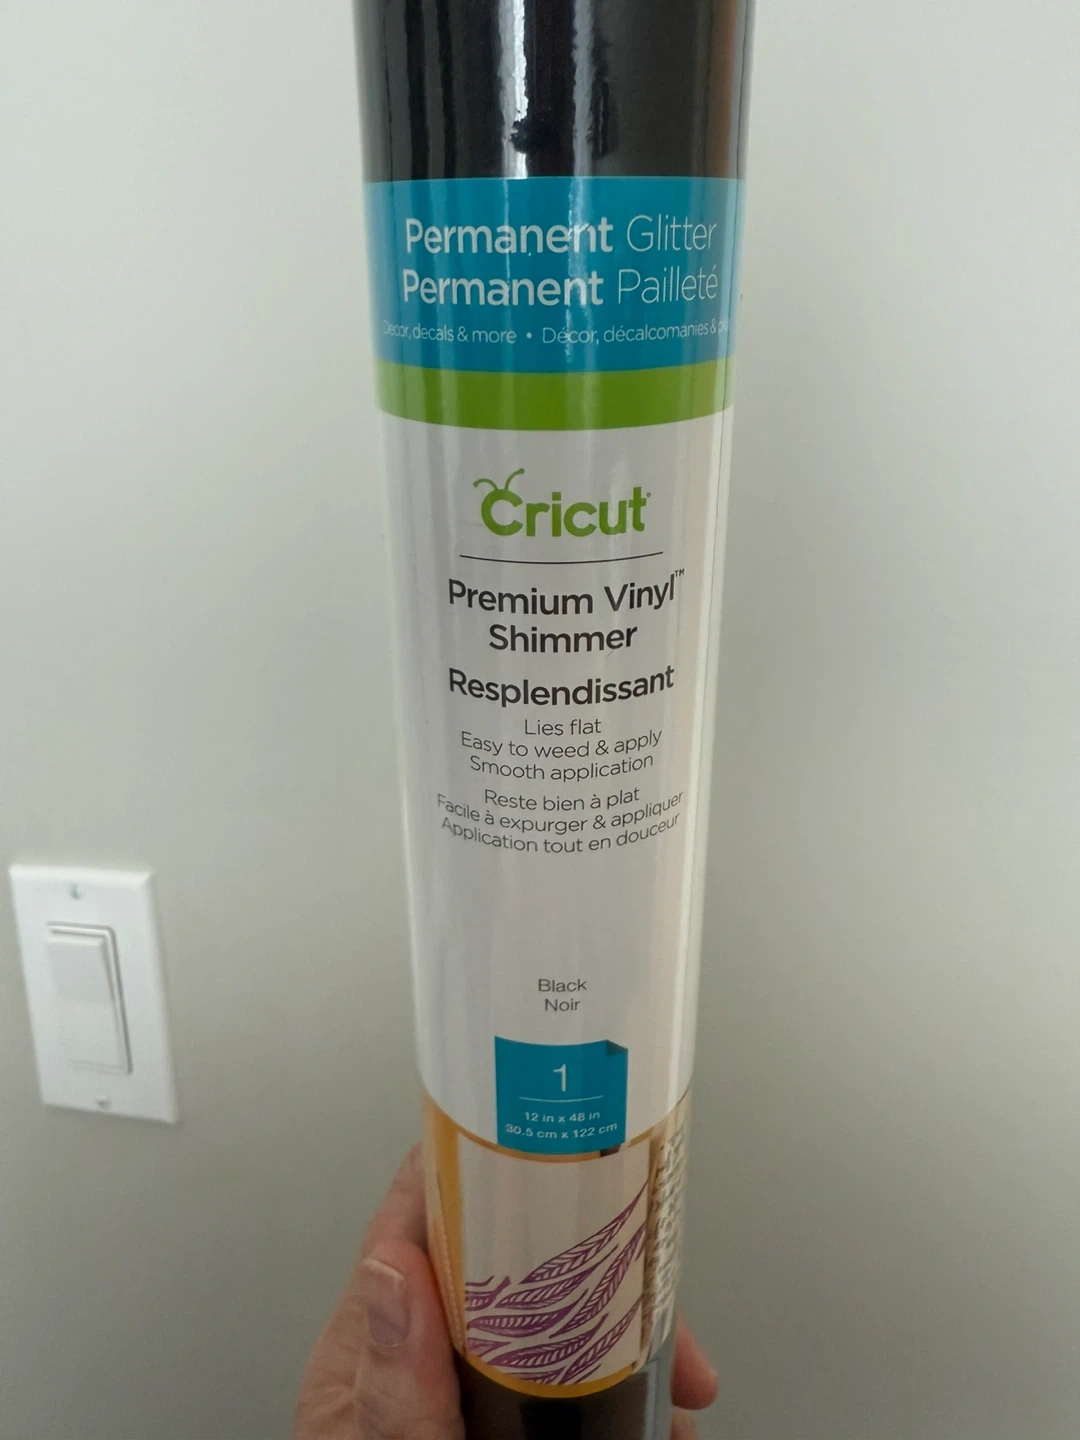 Permanent Glitter
Permanent Pailleté
Décor, decals & more • Décor, décalcomanies &
Cricut®
Premium Vinyl™
Shimmer
Resplendissant
Lies flat
Easy to weed & apply
Smooth application
Reste bien à plat
Facile à expurger & appliquer
Application tout en douceur
Black
Noir
1
12 in x 48 in
30.5 cm x 122 cm